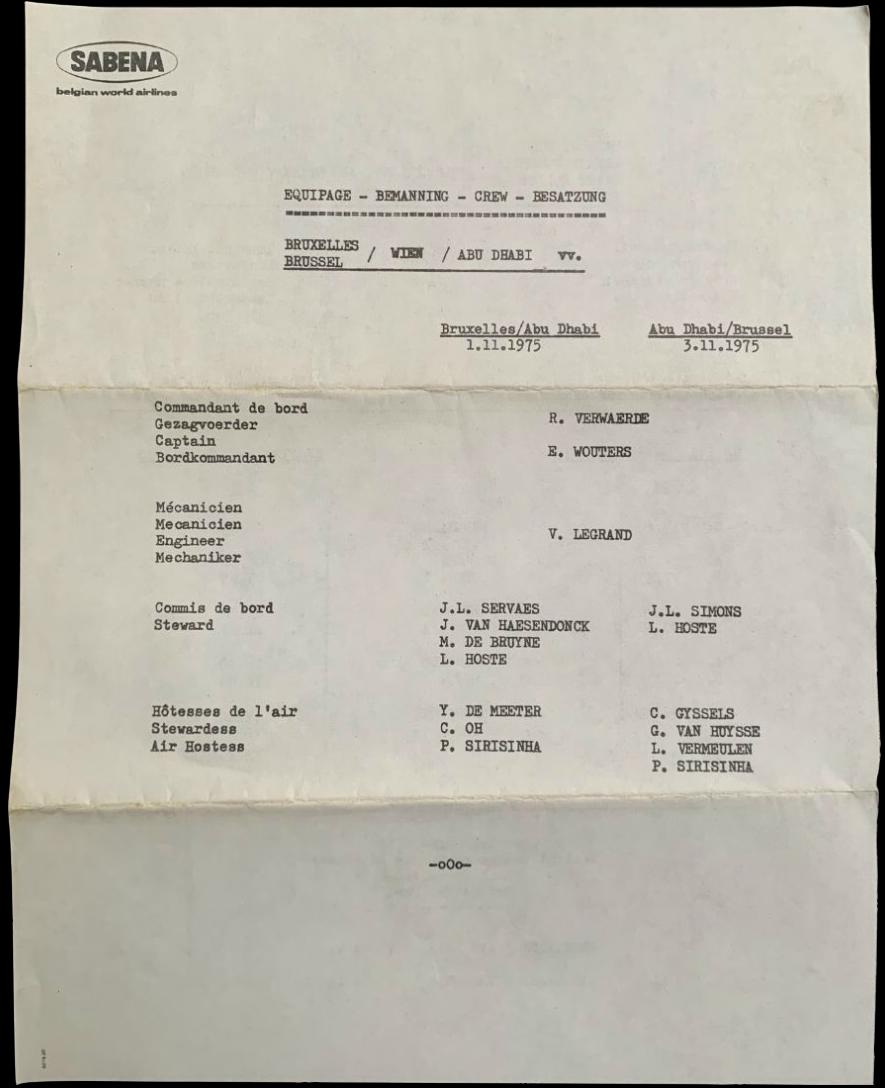 SABENA
belgian world airlines
EQUIPAGE - BEMANNING - CREW - BESATZUNG
=======================================
BRUXELLES
BRUSSEL / WIEN / ABU DHABI vv.
Bruxelles/Abu Dhabi Abu Dhabi/Brussel
1.11.1975 3.11.1975
Commandant de bord
Gezagvoerder R. VERWAERDE
Captain
Bordkommandant E. WOUTERS
Mécanicien
Mecanicien
Engineer V. LEGRAND
Mechaniker
Commis de bord J.L. SERVAES J.L. SIMONS
Steward J. VAN HAESENDONCK L. HOSTE
M. DE BRUYNE
L. HOSTE
Hôtesses de l'air Y. DE MEETER C. GYSSELS
Stewardess C. OH G. VAN HUYSSE
Air Hostess P. SIRISINHA L. VERMEULEN
P. SIRISINHA
-oOo-